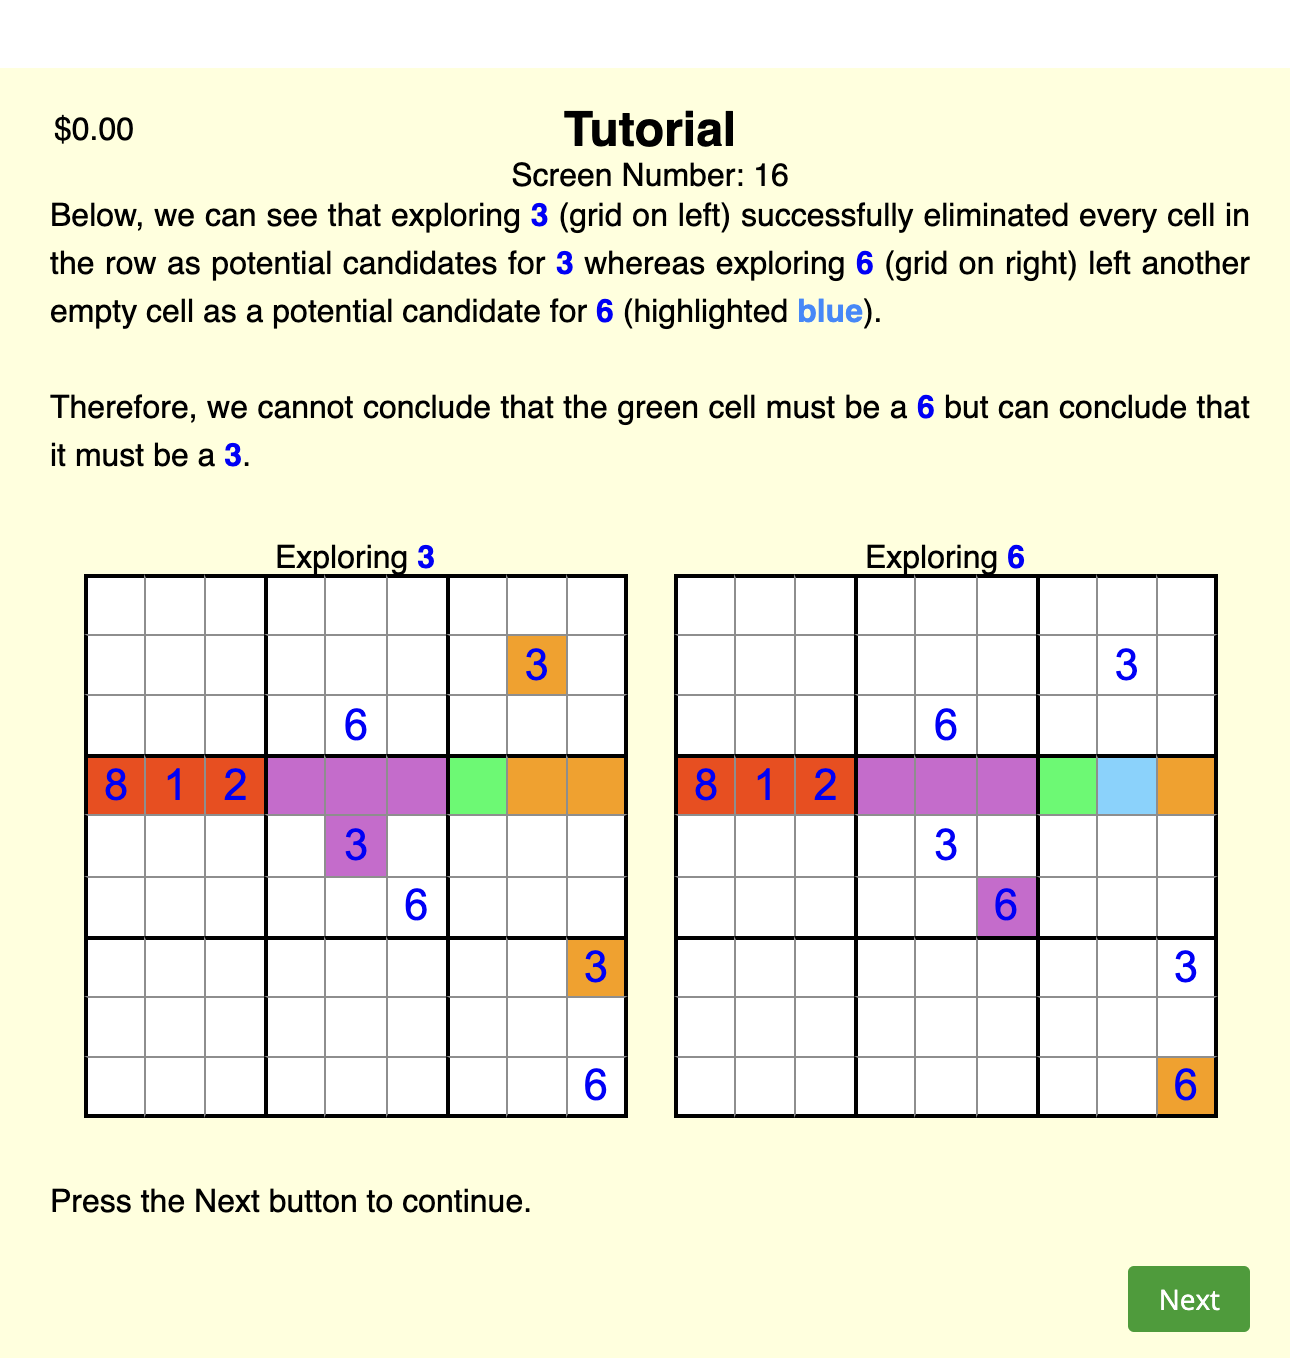 $0.00
Tutorial
Screen Number: 16
Below, we can see that exploring 3 (grid on left) successfully eliminated every cell in
the row as potential candidates for 3 whereas exploring 6 (grid on right) left another
empty cell as a potential candidate for 6 (highlighted blue).
Therefore, we cannot conclude that the green cell must be a 6 but can conclude that
it must be a 3.
Exploring 3
3
6
8 1 2
3
6
3
6
Exploring 6
3
6
8 1 2
3
6
3
6
Press the Next button to continue.
Next